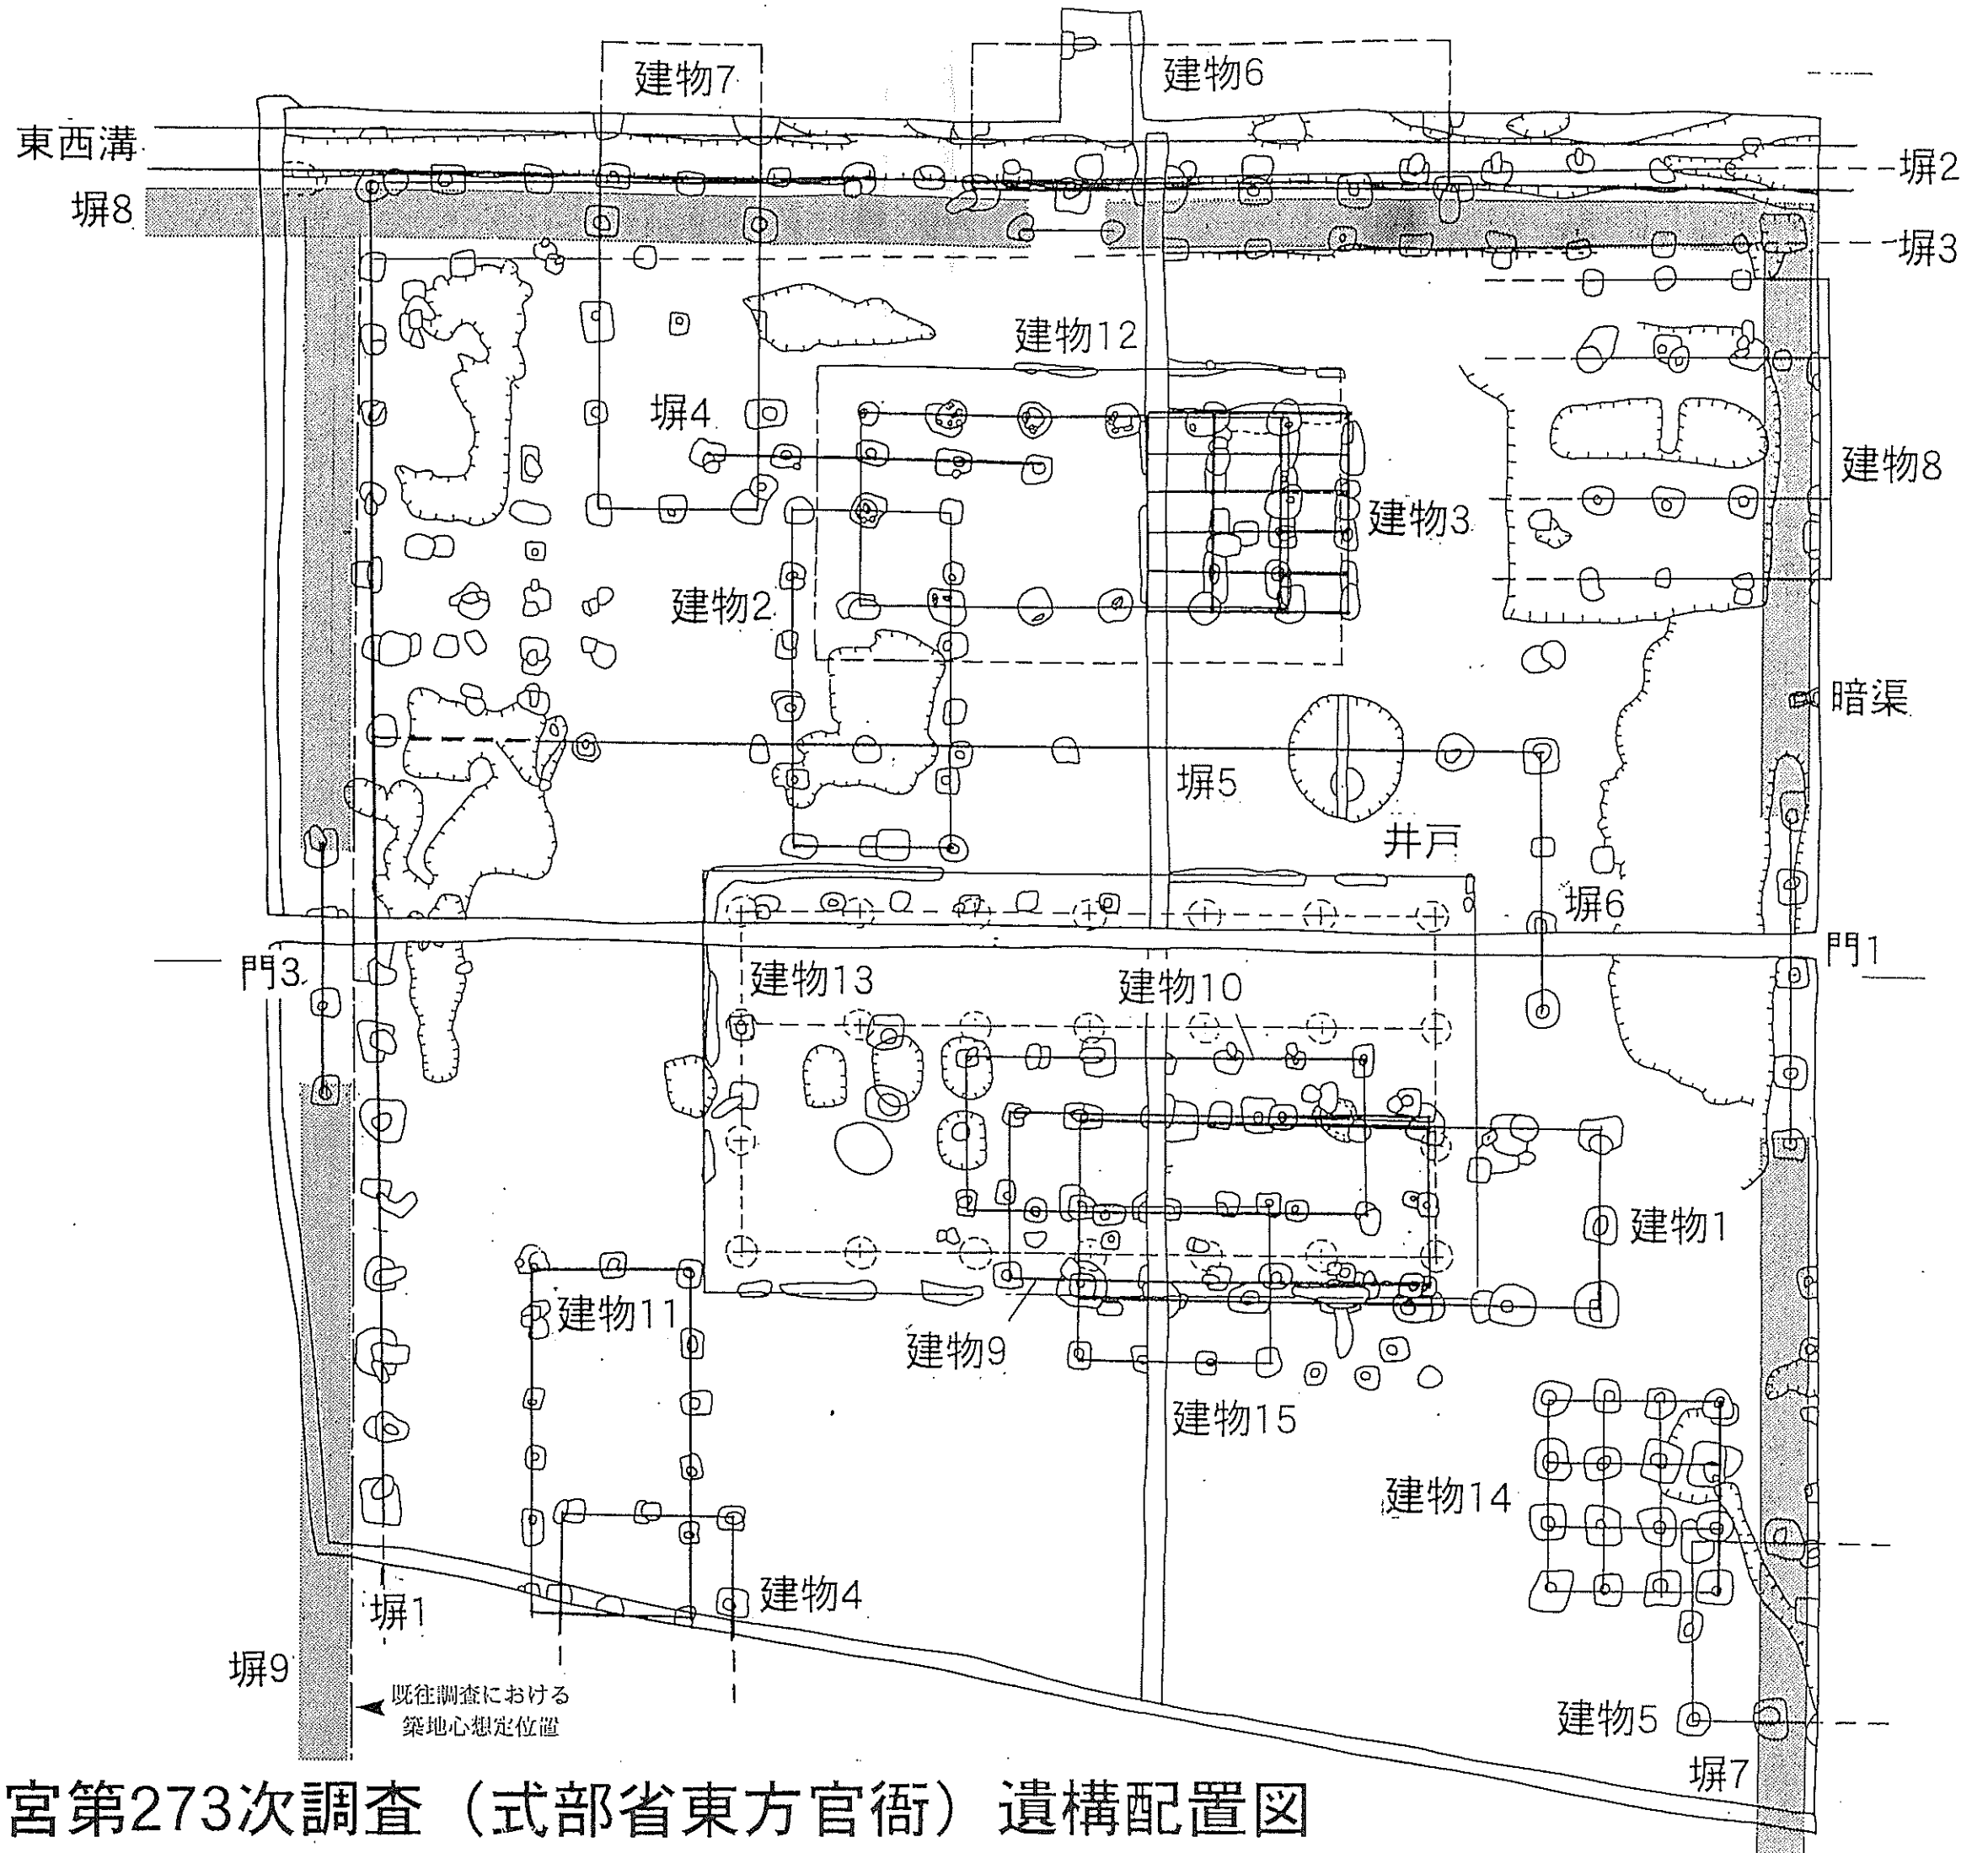 建物7
建物6
東西溝
塀2
塀8
塀3
建物12
塀4
建物8
建物3
建物2
暗渠
塀5
井戸
塀6
門3
門1
建物13
建物10
建物1
建物11
建物9
建物15
建物14
建物4
塀1
塀9
既往調査における
築地心想定位置
建物5
塀7
宮第273次調査（式部省東方官衙）遺構配置図